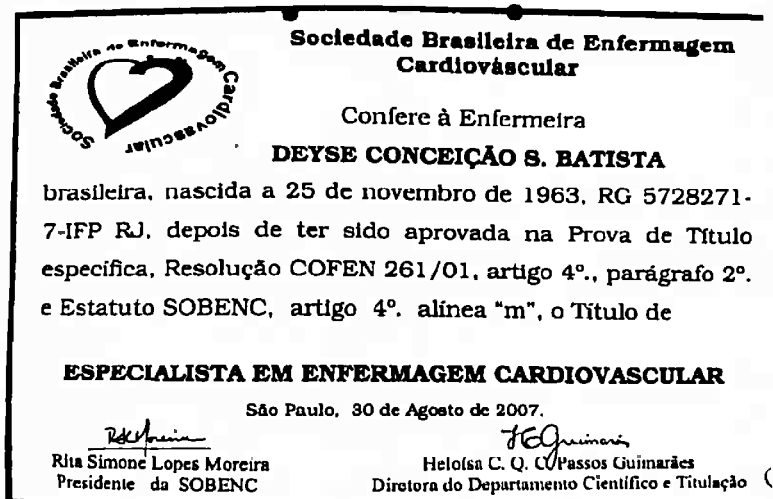 Sociedade Brasileira de Enfermagem Cardiovascular
Sociedade Brasileira de Enfermagem
Cardiováscular
Confere à Enfermeira
DEYSE CONCEIÇÃO S. BATISTA
brasileira, nascida a 25 de novembro de 1963, RG 5728271-
7-IFP RJ, depois de ter sido aprovada na Prova de Título
específica, Resolução COFEN 261/01, artigo 4º., parágrafo 2º.
e Estatuto SOBENC, artigo 4º. alínea "m", o Título de
ESPECIALISTA EM ENFERMAGEM CARDIOVASCULAR
São Paulo, 30 de Agosto de 2007.
Rita Simone Lopes Moreira
Heloísa C. Q. C. Passos Guimarães
Presidente da SOBENC
Diretora do Departamento Científico e Titulação